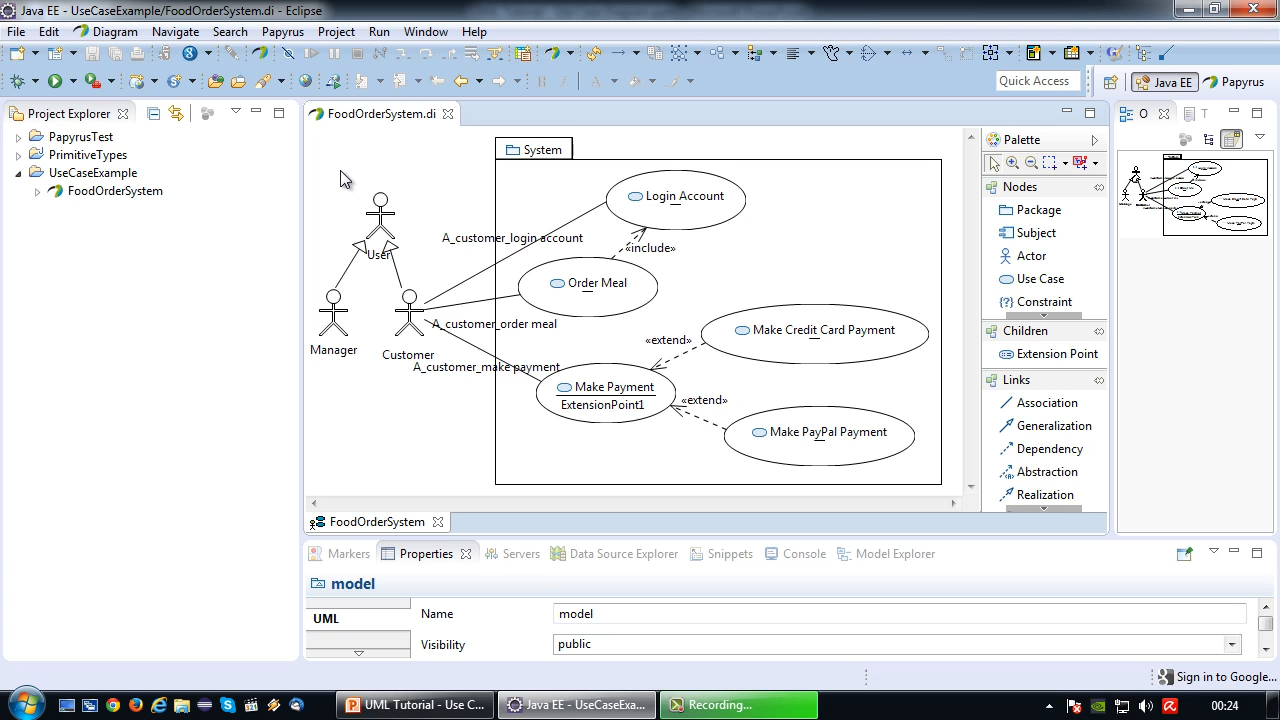 Java EE - UseCaseExample/FoodOrderSystem.di - Eclipse
File Edit Diagram Navigate Search Papyrus Project Run Window Help
Quick Access
Java EE
Papyrus
Project Explorer
PapyrusTest
PrimitiveTypes
UseCaseExample
FoodOrderSystem
FoodOrderSystem.di
System
Login Account
A_customer_login account
«include»
User
Order Meal
A_customer_order meal
Manager
Customer
Make Credit Card Payment
«extend»
A_customer_make payment
Make Payment
ExtensionPoint1
«extend»
Make PayPal Payment
FoodOrderSystem
Palette
Nodes
Package
Subject
Actor
Use Case
Constraint
Children
Extension Point
Links
Association
Generalization
Dependency
Abstraction
Realization
O
T
Markers Properties Servers Data Source Explorer Snippets Console Model Explorer
model
UML
Name model
Visibility public
Sign in to Google...
UML Tutorial - Use C...
Java EE - UseCaseExa...
Recording...
00:24